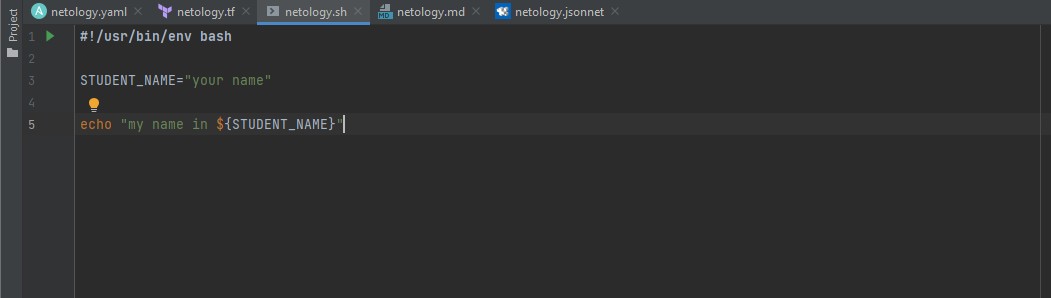 Project
netology.yaml netology.tf netology.sh netology.md netology.jsonnet
1 #!/usr/bin/env bash
2
3 STUDENT_NAME="your name"
4
5 echo "my name in ${STUDENT_NAME}"